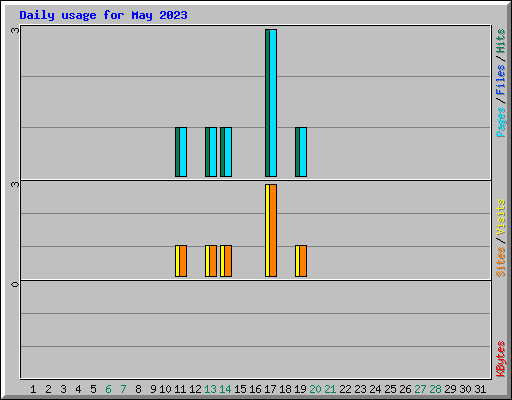 Daily usage for May 2023
3
Pages/Files/Hits
3
Sites/Visits
0
KBytes
1 2 3 4 5 6 7 8 9 10 11 12 13 14 15 16 17 18 19 20 21 22 23 24 25 26 27 28 29 30 31